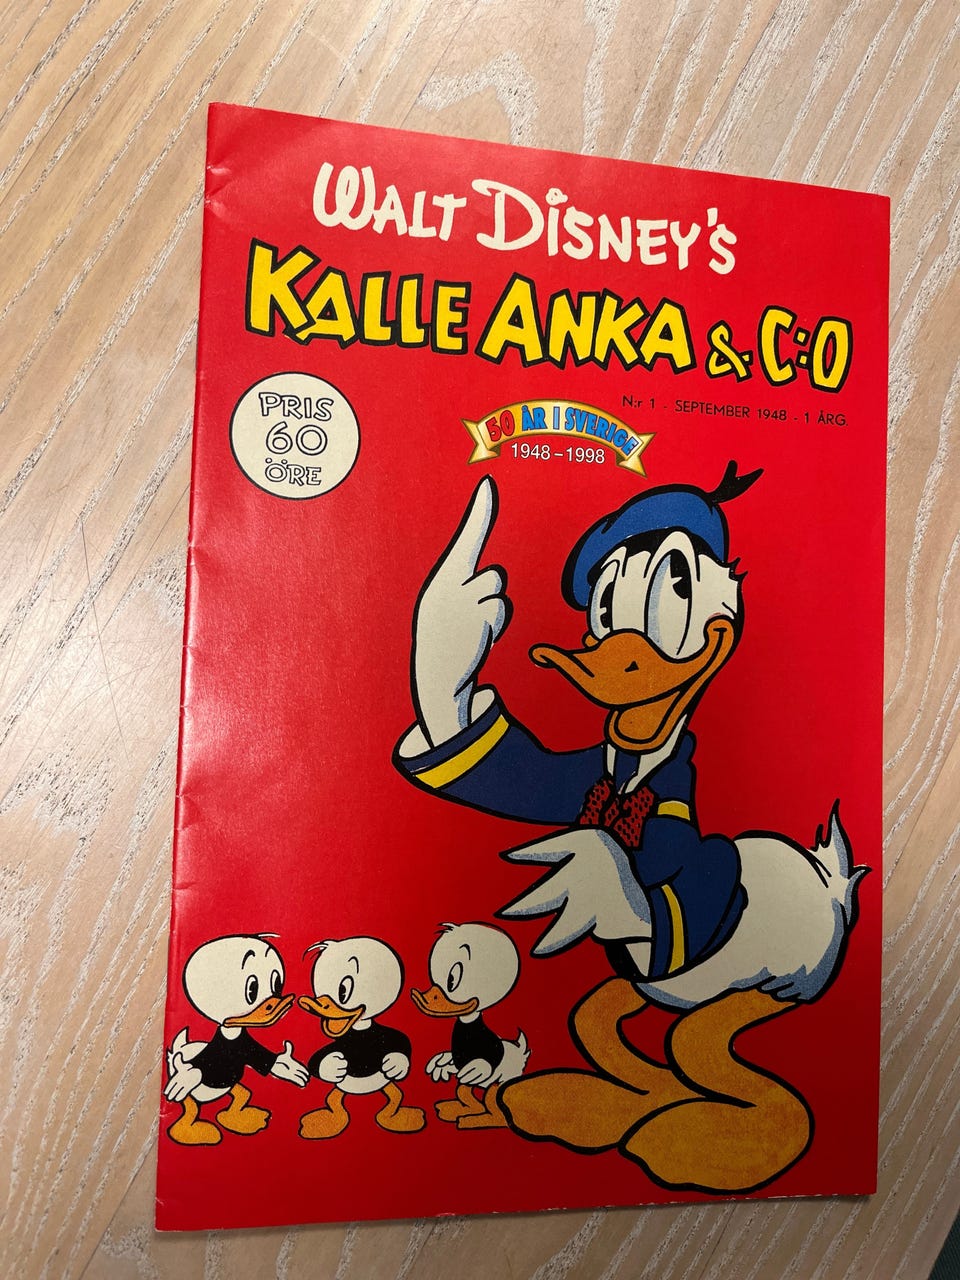 WALT DISNEY'S
KALLE ANKA & C:O
N:r 1 - SEPTEMBER 1948 - 1 ÅRG.
PRIS
60
ÖRE
50 ÅR I SVERIGE
1948-1998